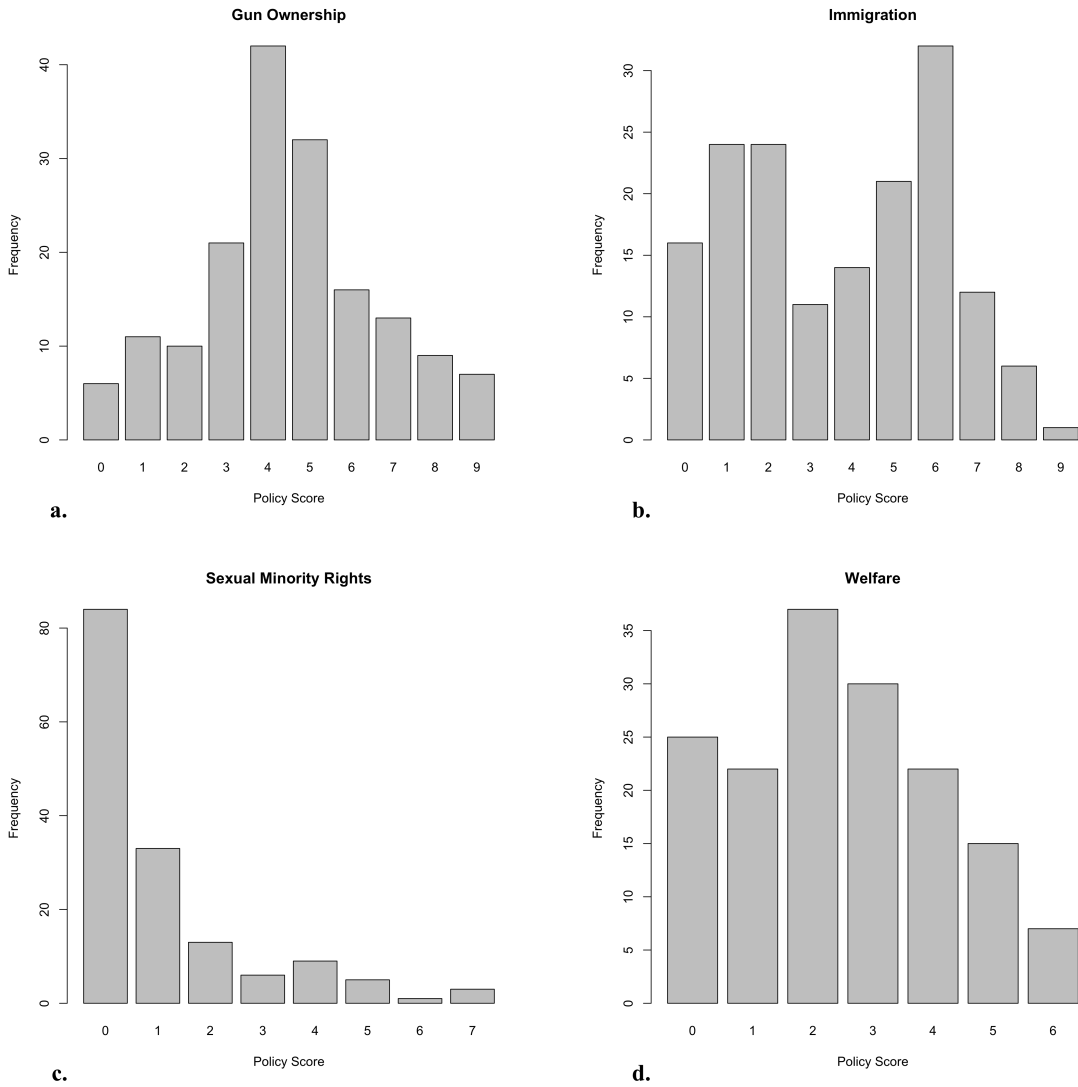 Gun Ownership
40
30
20
10
0
Frequency
0 1 2 3 4 5 6 7 8 9
Policy Score
a.
Immigration
30
25
20
15
10
5
0
Frequency
0 1 2 3 4 5 6 7 8 9
Policy Score
b.
Sexual Minority Rights
80
60
40
20
0
Frequency
0 1 2 3 4 5 6 7
Policy Score
c.
Welfare
35
30
25
20
15
10
5
0
Frequency
0 1 2 3 4 5 6
Policy Score
d.